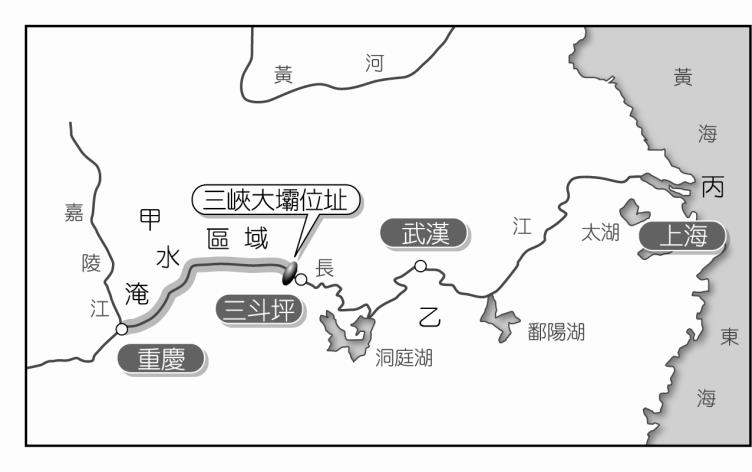 黃河
黃海
丙
嘉陵江
甲
三峽大壩位址
淹水區域
武漢
長江
太湖
上海
三斗坪
乙
重慶
洞庭湖
鄱陽湖
東海